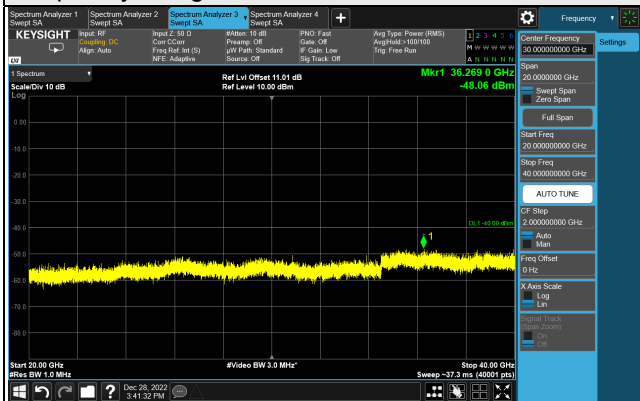 Spectrum Analyzer 1
Swept SA
Spectrum Analyzer 2
Swept SA
Spectrum Analyzer 3
Swept SA
Spectrum Analyzer 4
Swept SA
Frequency
KEYSIGHT
Input: RF
Coupling: DC
Align: Auto
Input Z: 50 Ω
Corr CCorr
Freq Ref: Int (S)
NFE: Adaptive
#Atten: 10 dB
Preamp: Off
µW Path: Standard
Source: Off
PNO: Fast
Gate: Off
IF Gain: Low
Sig Track: Off
Avg Type: Power (RMS)
Avg|Hold:>100/100
Trig: Free Run
1 2 3 4 5 6
M W W W W W
A N N N N N
LXI
1 Spectrum
Scale/Div 10 dB
Ref Lvl Offset 11.01 dB
Ref Level 10.00 dBm
Mkr1 36.269 0 GHz
-48.06 dBm
Log
0.00
-10.0
-20.0
-30.0
-40.0
-50.0
-60.0
-70.0
-80.0
DL1 -40.00 dBm
1
Start 20.00 GHz
#Res BW 1.0 MHz
#Video BW 3.0 MHz*
Stop 40.00 GHz
Sweep ~37.3 ms (40001 pts)
Dec 28, 2022
3:41:32 PM
Center Frequency
30.000000000 GHz
Settings
Span
20.0000000 GHz
Swept Span
Zero Span
Full Span
Start Freq
20.000000000 GHz
Stop Freq
40.000000000 GHz
AUTO TUNE
CF Step
2.000000000 GHz
Auto
Man
Freq Offset
0 Hz
X Axis Scale
Log
Lin
Signal Track
(Span Zoom)
On
Off